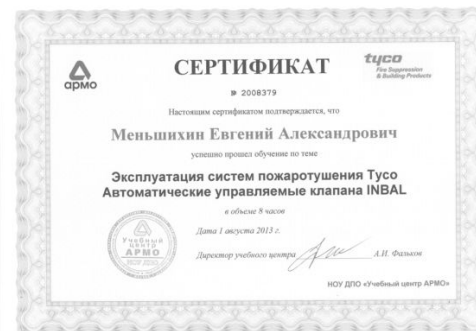 АРМО
СЕРТИФИКАТ
tyco
Fire Suppression
& Building Products
№ 2008379
Настоящим сертификатом подтверждается, что
Меньшихин Евгений Александрович
успешно прошел обучение по теме
Эксплуатация систем пожаротушения Tyco
Автоматические управляемые клапана INBAL
в объеме 8 часов
Дата 1 августа 2013 г.
Учебный
центр
АРМО
НОУ ДПО
Директор учебного центра
А.И. Фалькон
НОУ ДПО «Учебный центр АРМО»